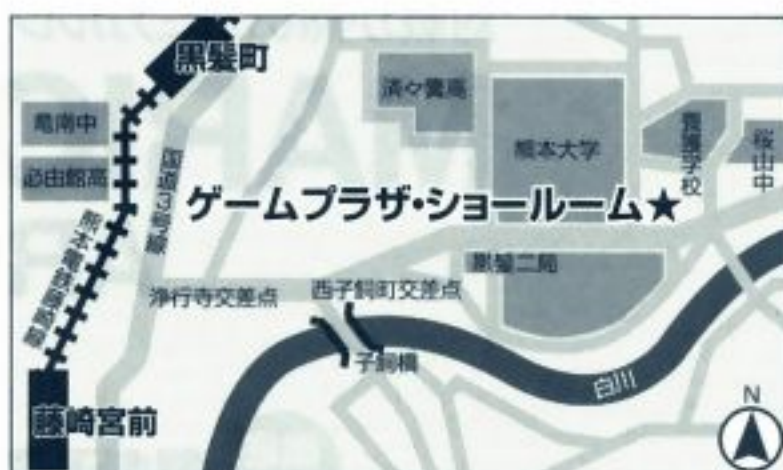 黒髪町
済々黌高
竜南中
熊本大学
養護学校
桜山中
必由館高
国道3号線
ゲームプラザ・ショールーム★
熊本電鉄藤崎線
黒髪二局
浄行寺交差点
西子飼町交差点
子飼橋
白川
藤崎宮前
N